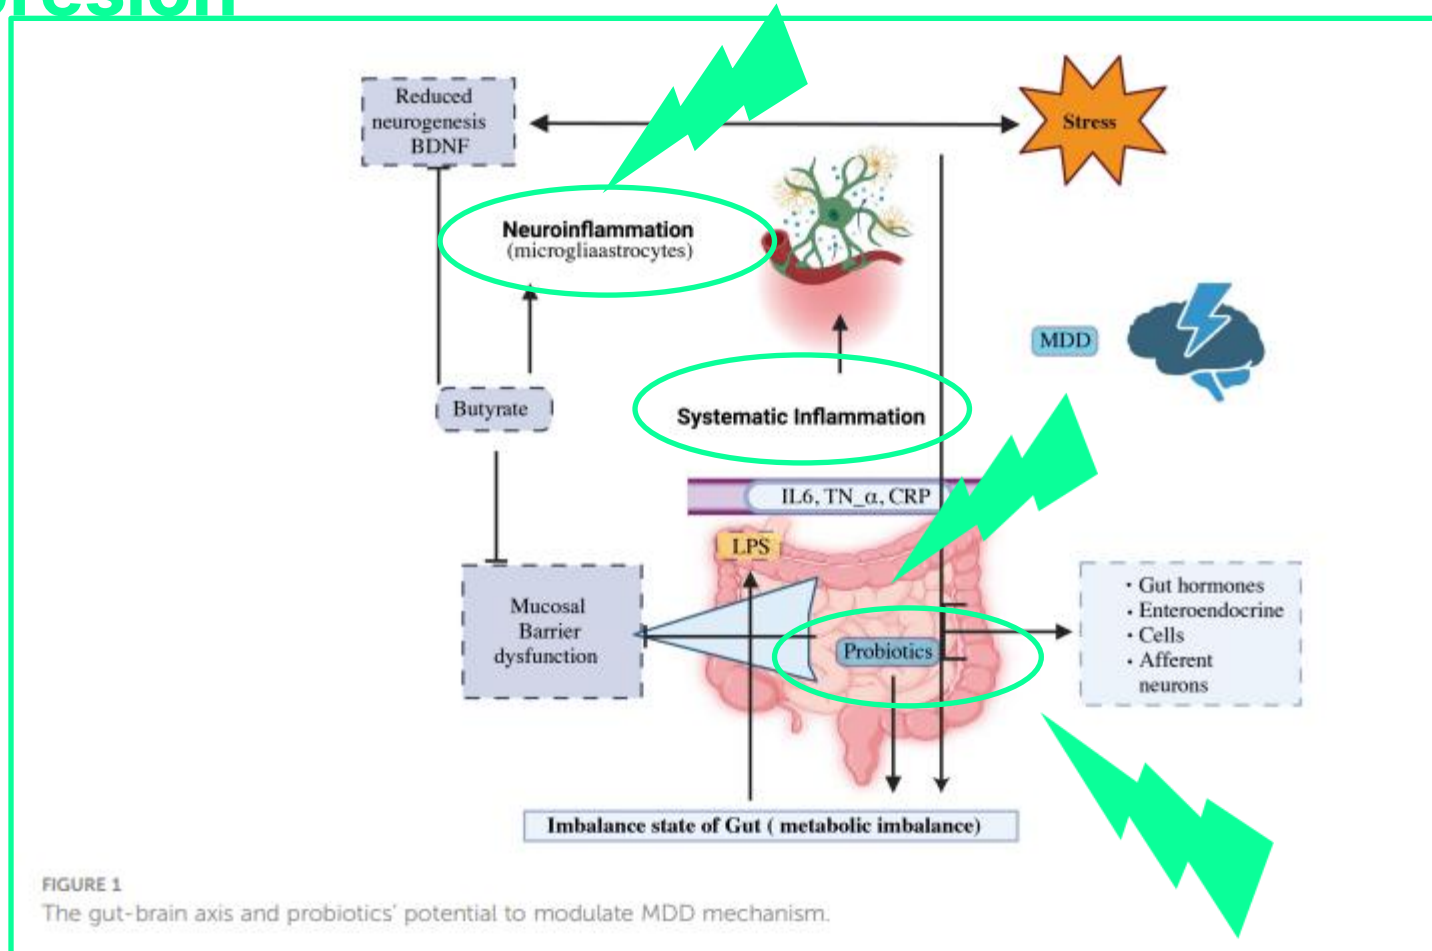 Reduced
neurogenesis
BDNF
Stress
Neuroinflammation
(microgliaastrocytes)
MDD
Butyrate
Systematic Inflammation
IL6, TN_α, CRP
LPS
Mucosal
Barrier
dysfunction
Probiotics
· Gut hormones
· Enteroendocrine
· Cells
· Afferent
neurons
Imbalance state of Gut ( metabolic imbalance)
FIGURE 1
The gut-brain axis and probiotics' potential to modulate MDD mechanism.